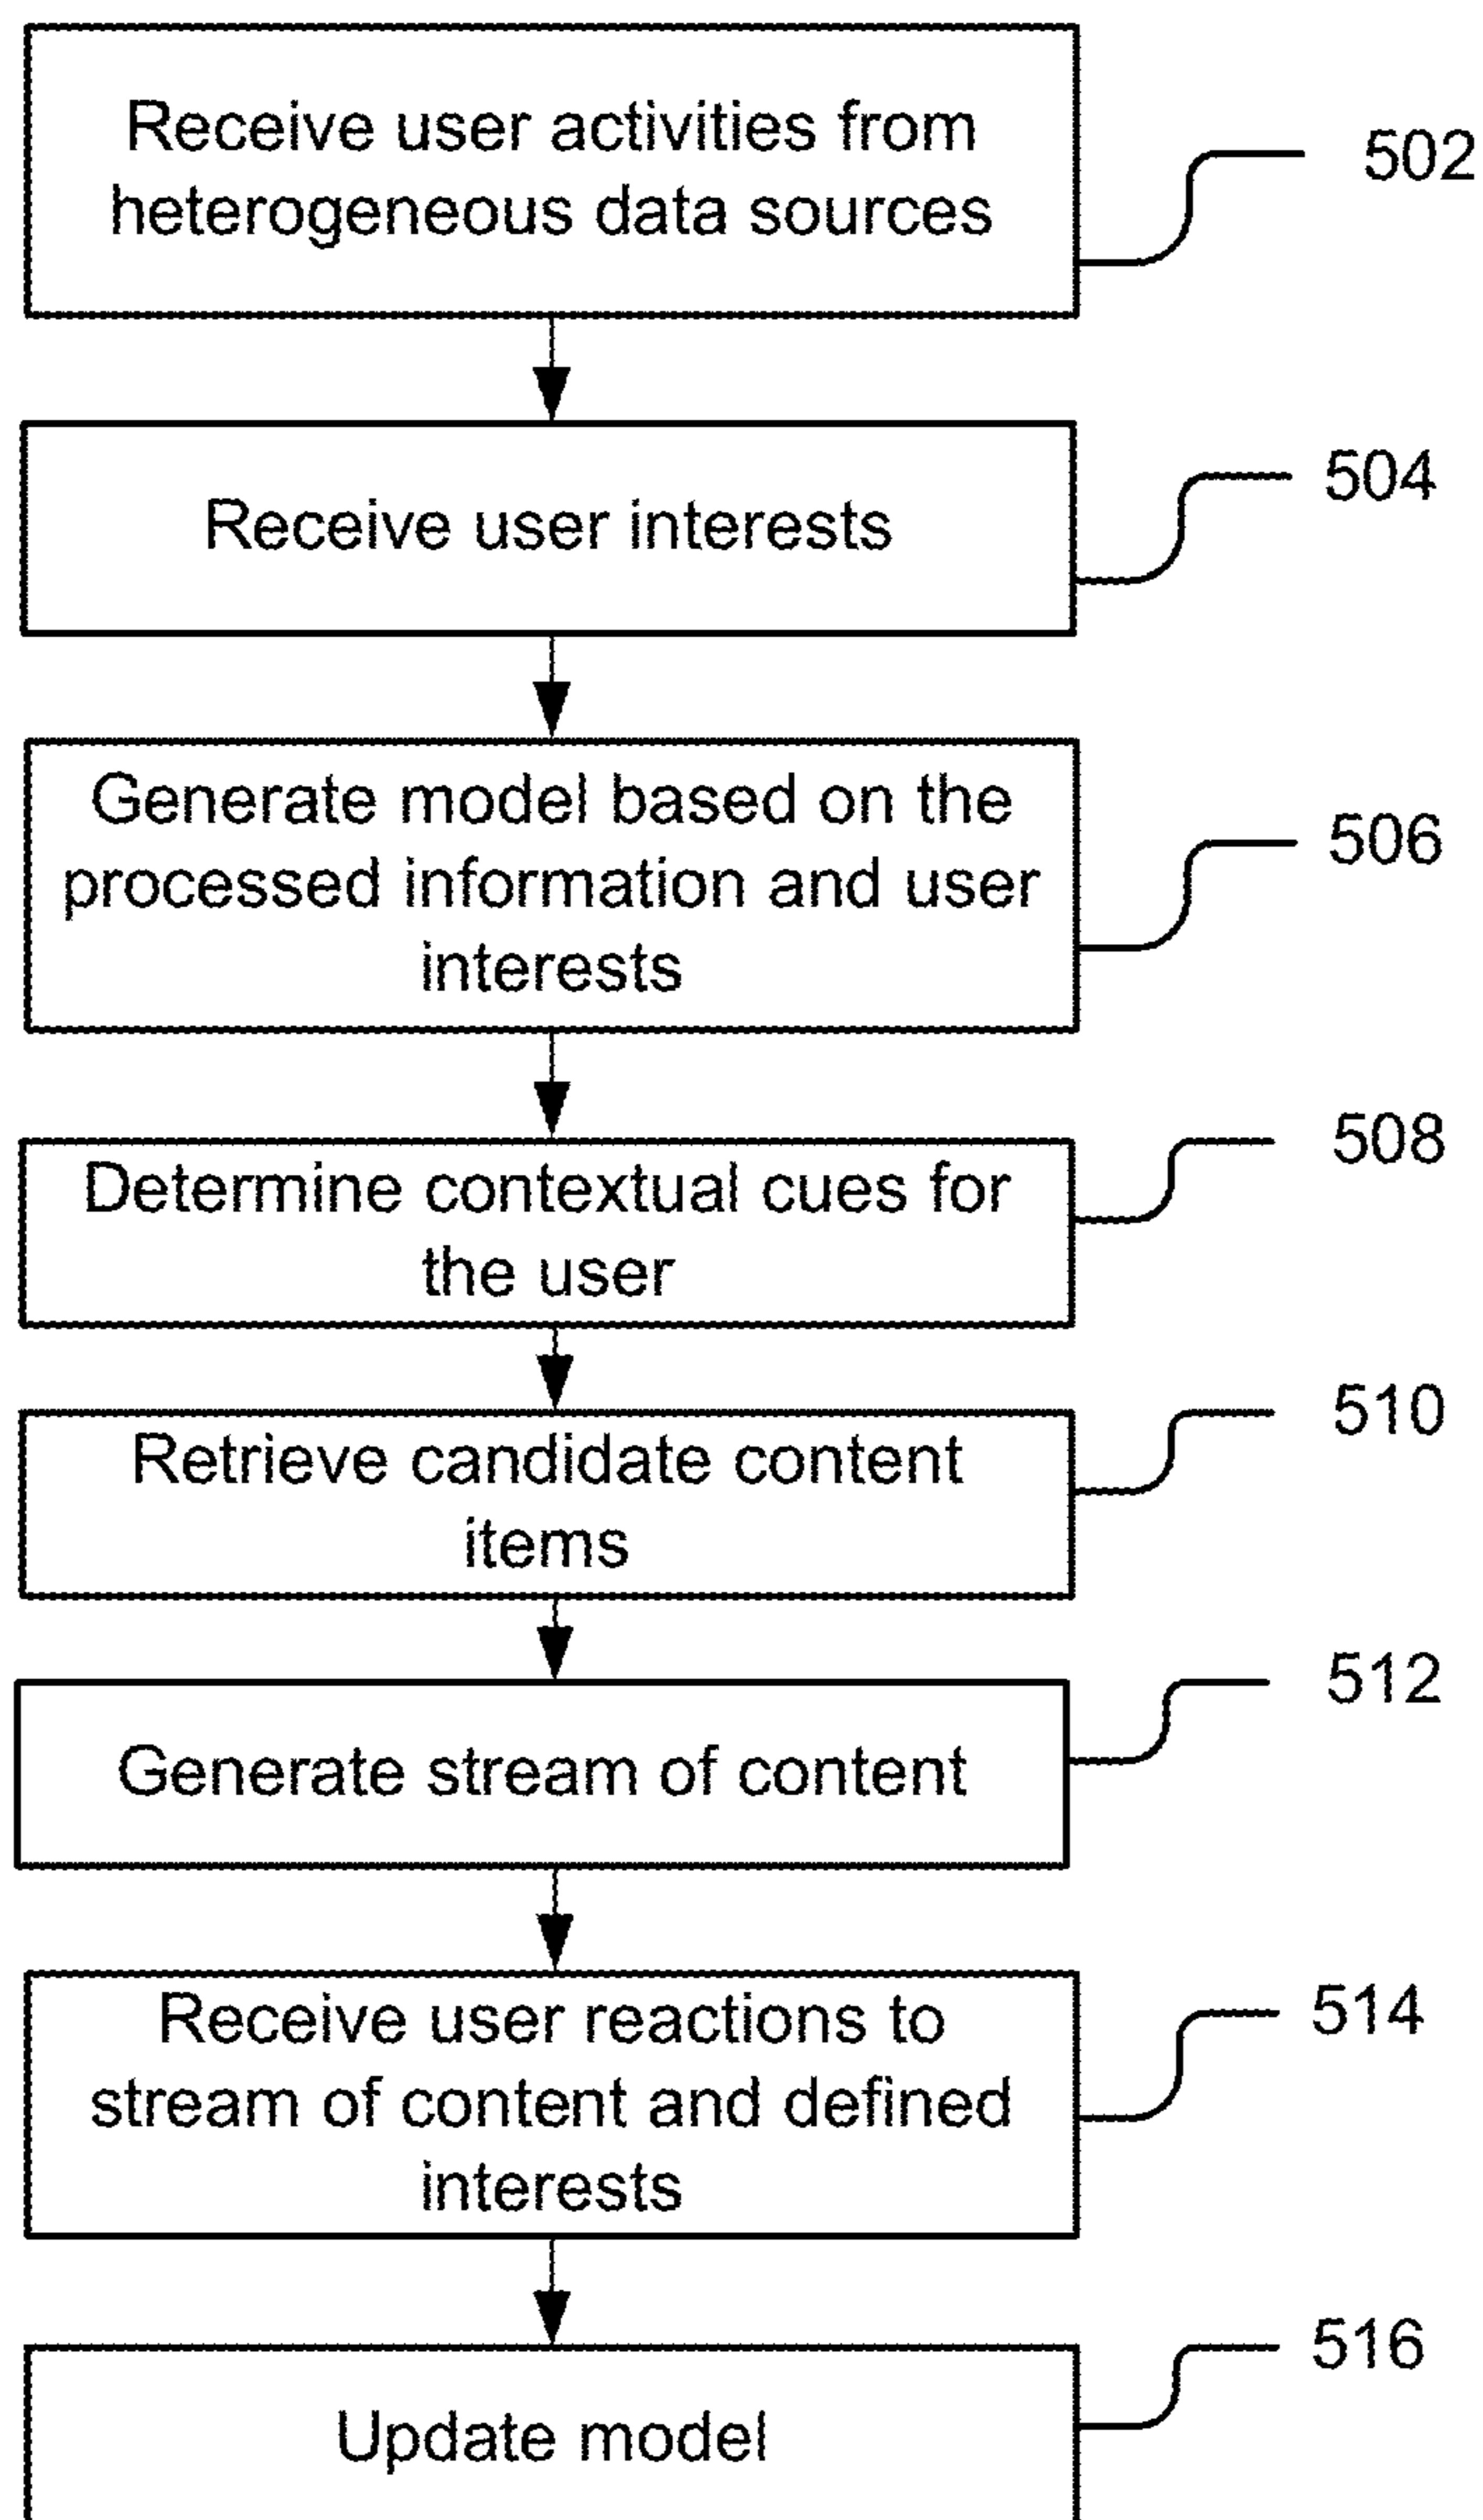 Receive user activities from
heterogeneous data sources
502
Receive user interests
504
Generate model based on the
processed information and user
interests
506
Determine contextual cues for
the user
508
Retrieve candidate content
items
510
Generate stream of content
512
Receive user reactions to
stream of content and defined
interests
514
Update model
516